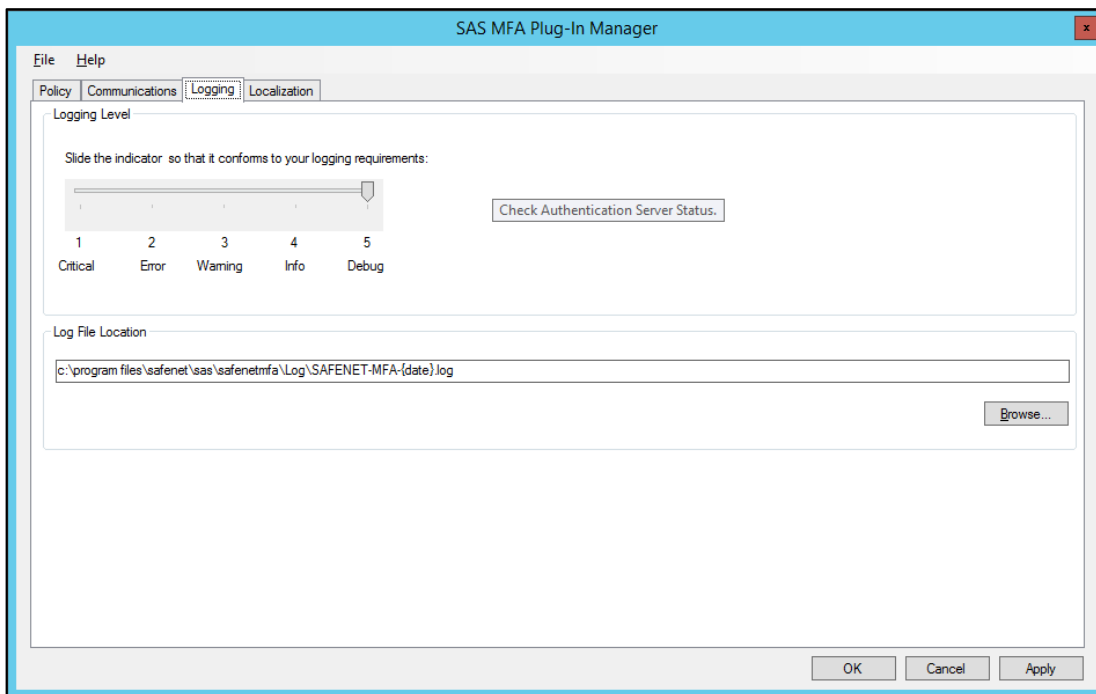 SAS MFA Plug-In Manager
x
File Help
Policy Communications Logging Localization
Logging Level
Slide the indicator so that it conforms to your logging requirements:
Check Authentication Server Status.
1 2 3 4 5
Critical Error Warning Info Debug
Log File Location
c:\program files\safenet\sas\safenetmfa\Log\SAFENET-MFA-{date}.log
Browse...
OK Cancel Apply